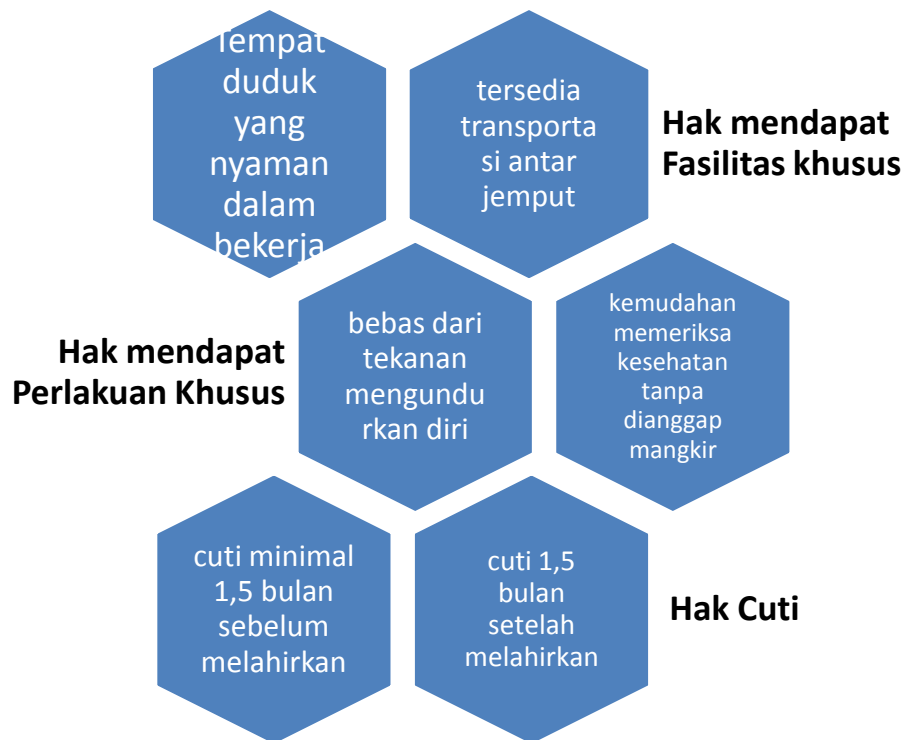 Tempat
duduk
yang
nyaman
dalam
bekerja
tersedia
transporta
si antar
jemput
Hak mendapat
Fasilitas khusus
Hak mendapat
Perlakuan Khusus
bebas dari
tekanan
mengundu
rkan diri
kemudahan
memeriksa
kesehatan
tanpa
dianggap
mangkir
cuti minimal
1,5 bulan
sebelum
melahirkan
cuti 1,5
bulan
setelah
melahirkan
Hak Cuti